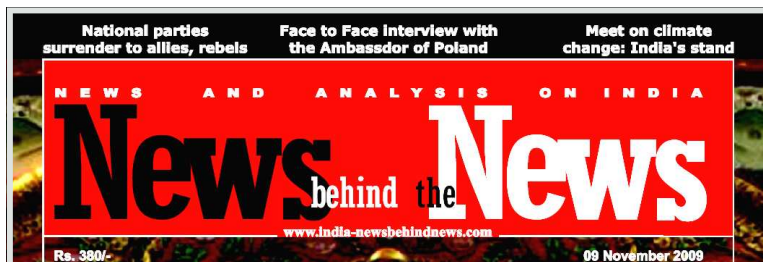 National parties
surrender to allies, rebels
Face to Face interview with
the Ambassdor of Poland
Meet on climate
change: India's stand
NEWS AND ANALYSIS ON INDIA
News behind the News
www.india-newsbehindnews.com
Rs. 380/-
09 November 2009